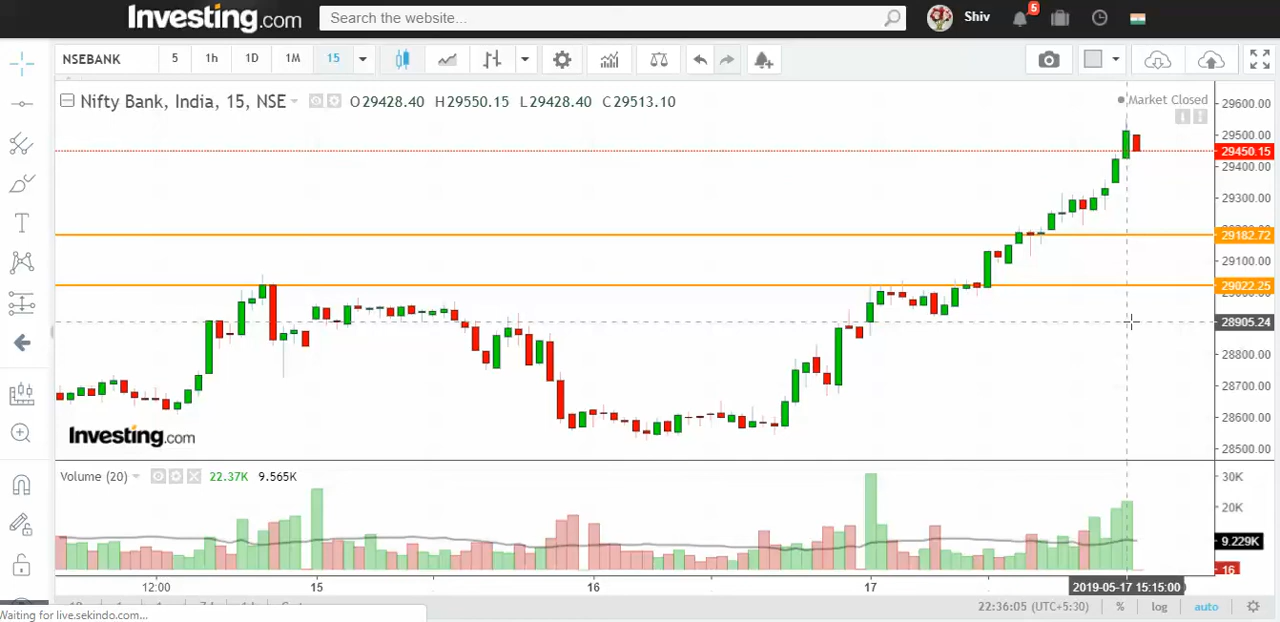 Investing.com
Search the website...
Shiv
5
NSEBANK
5
1h
1D
1M
15
Nifty Bank, India, 15, NSE
O29428.40 H29550.15 L29428.40 C29513.10
Market Closed
29600.00
29500.00
29450.15
29400.00
29300.00
29182.72
29100.00
29022.25
28905.24
28800.00
28700.00
28600.00
28500.00
Investing.com
Volume (20)
22.37K
9.565K
30K
20K
9.229K
16
12:00
15
16
17
2019-05-17 15:15:00
Waiting for live.sekindo.com...
22:36:05 (UTC+5:30)
%
log
auto